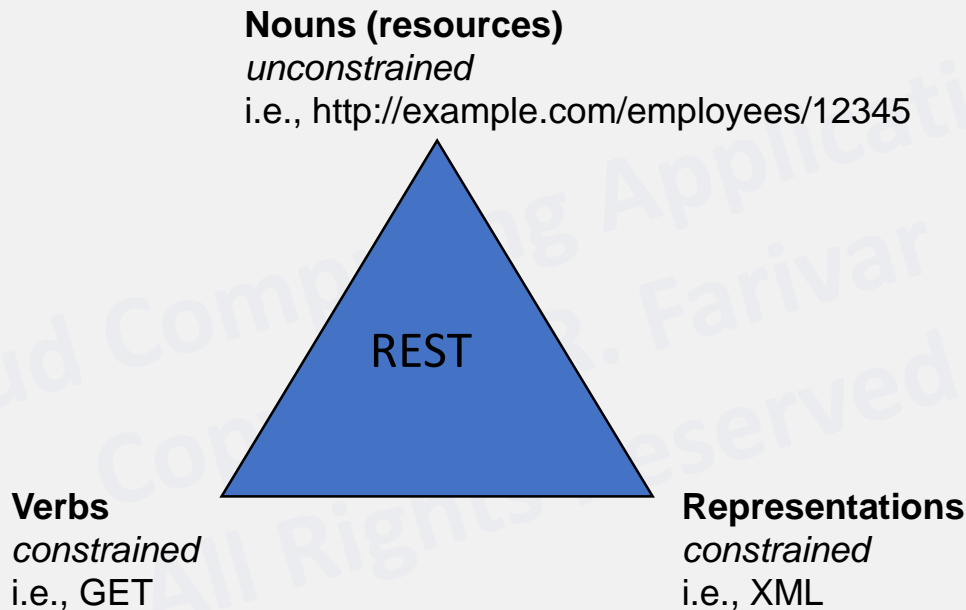 Nouns (resources)
unconstrained
i.e., http://example.com/employees/12345
REST
Verbs
constrained
i.e., GET
Representations
constrained
i.e., XML